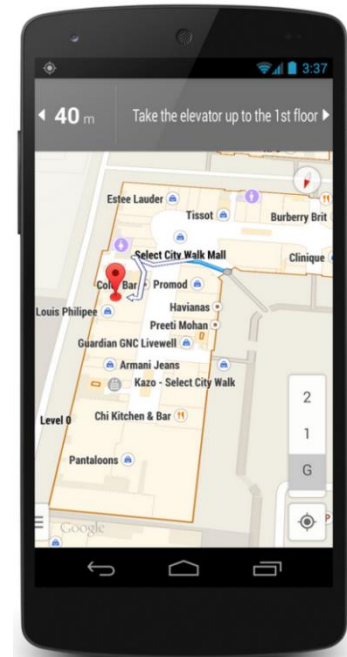 3:37
40 m
Take the elevator up to the 1st floor
Estee Lauder
Tissot
Burberry Brit
Select City Walk Mall
Clinique
Promod
Louis Philipee
Havianas
Preeti Mohan
Guardian GNC Livewell
Armani Jeans
Kazo - Select City Walk
2
Level 0
Chi Kitchen & Bar
1
G
Pantaloons
Google